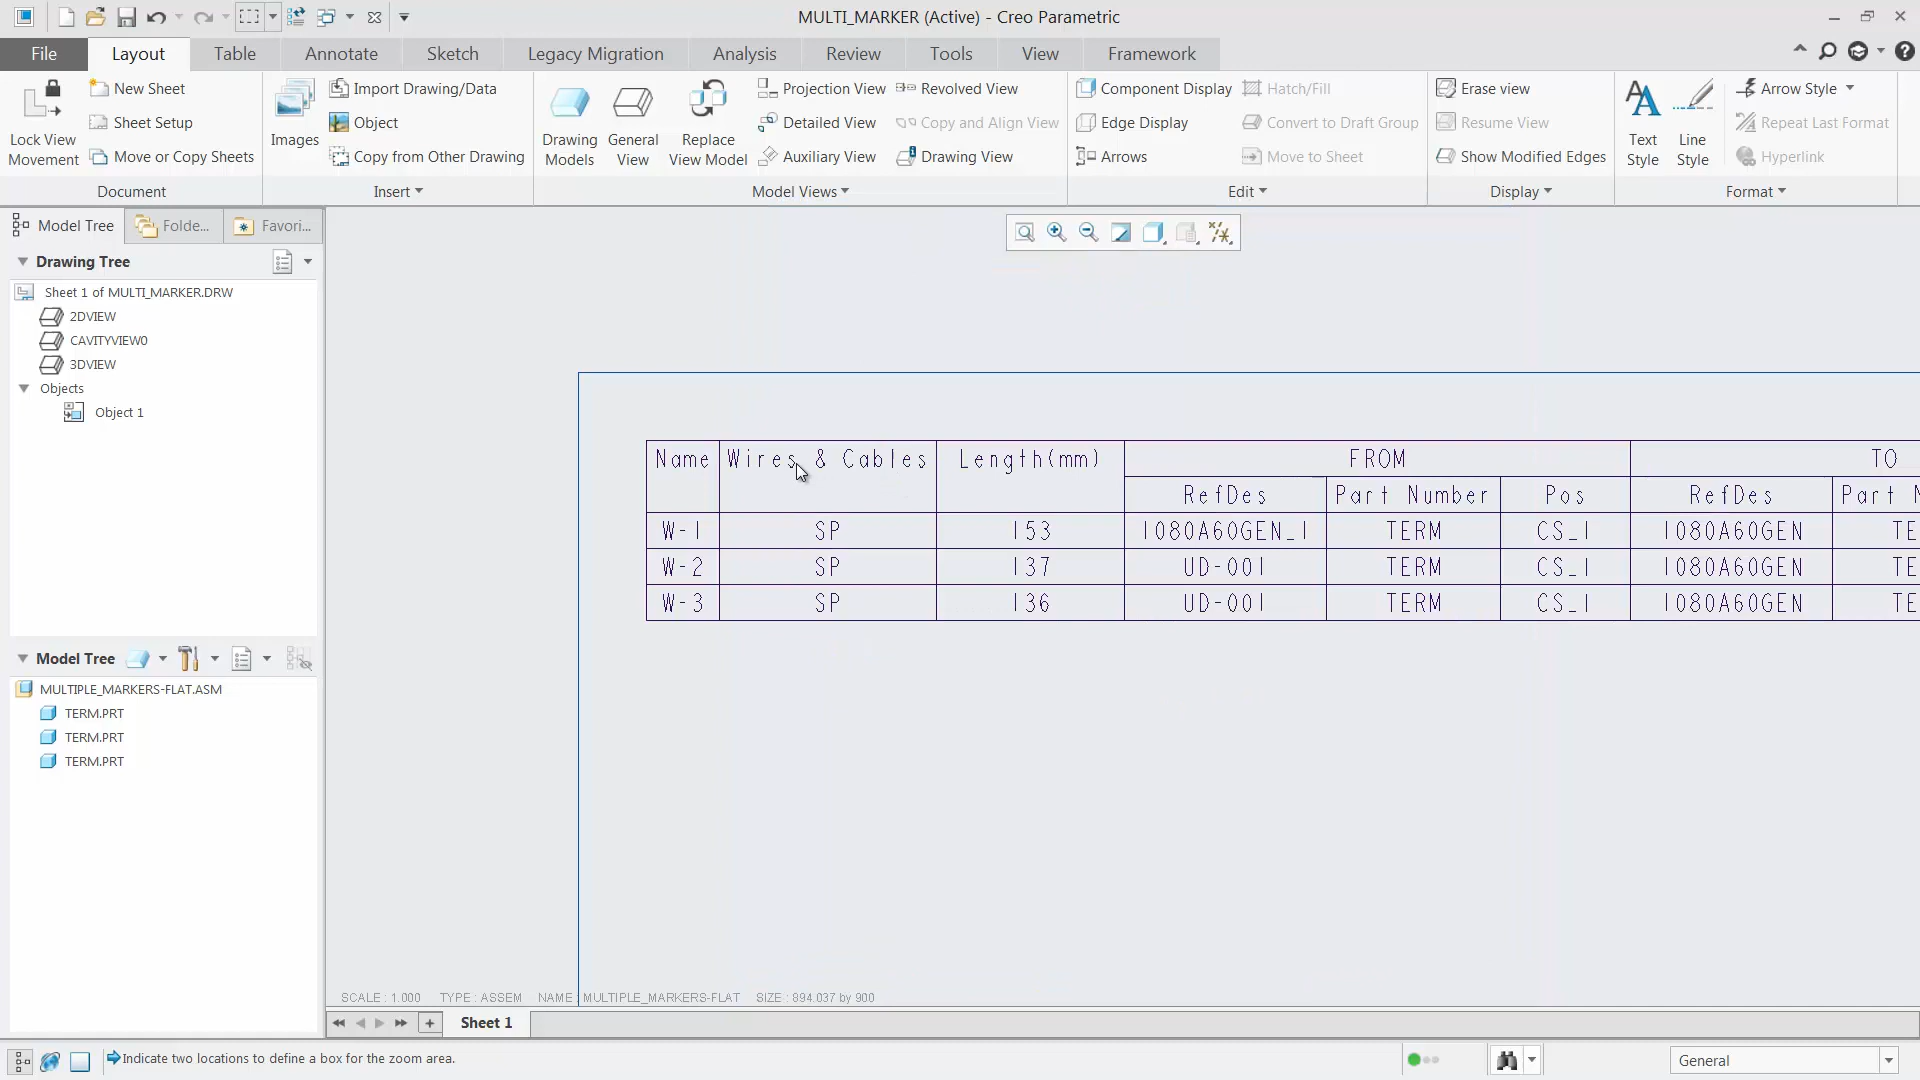 MULTI_MARKER (Active) - Creo Parametric
File Layout Table Annotate Sketch Legacy Migration Analysis Review Tools View Framework
Lock View Movement
New Sheet
Sheet Setup
Move or Copy Sheets
Document
Images
Import Drawing/Data
Object
Copy from Other Drawing
Insert
Drawing Models
General View
Replace View Model
Projection View
Detailed View
Auxiliary View
Revolved View
Copy and Align View
Drawing View
Model Views
Component Display
Edge Display
Arrows
Hatch/Fill
Convert to Draft Group
Move to Sheet
Edit
Erase view
Resume View
Show Modified Edges
Display
Text Style
Line Style
Arrow Style
Repeat Last Format
Hyperlink
Format
Model Tree Folde... Favori...
Drawing Tree
Sheet 1 of MULTI_MARKER.DRW
2DVIEW
CAVITYVIEW0
3DVIEW
Objects
Object 1
Model Tree
MULTIPLE_MARKERS-FLAT.ASM
TERM.PRT
TERM.PRT
TERM.PRT
Name Wires & Cables Length(mm) FROM TO
RefDes Part Number Pos RefDes Part N
W-1 SP 153 1080A60GEN_1 TERM CS_1 1080A60GEN TE
W-2 SP 137 UD-001 TERM CS_1 1080A60GEN TE
W-3 SP 136 UD-001 TERM CS_1 1080A60GEN TE
SCALE : 1.000 TYPE : ASSEM NAME : MULTIPLE_MARKERS-FLAT SIZE : 894.037 by 900
Sheet 1
Indicate two locations to define a box for the zoom area.
General